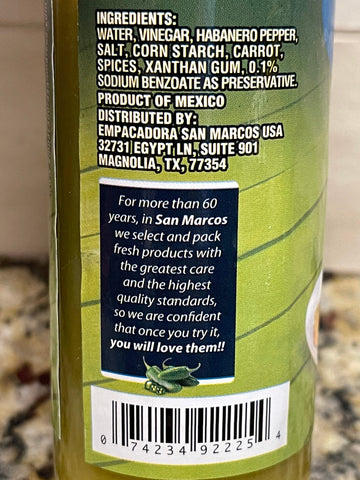 INGREDIENTS:
WATER, VINEGAR, HABANERO PEPPER,
SALT, CORN STARCH, CARROT,
SPICES, XANTHAN GUM, 0.1%
SODIUM BENZOATE AS PRESERVATIVE.
PRODUCT OF MEXICO
DISTRIBUTED BY:
EMPACADORA SAN MARCOS USA
32731 EGYPT LN, SUITE 901
MAGNOLIA, TX, 77354
For more than 60
years, in San Marcos
we select and pack
fresh products with
the greatest care
and the highest
quality standards,
so we are confident
that once you try it,
you will love them!!
0 74234 92225 4